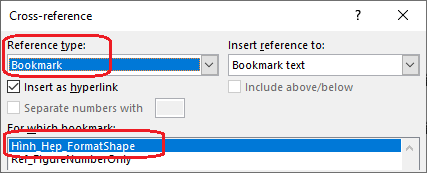 Cross-reference
Reference type: Insert reference to:
Bookmark Bookmark text
Insert as hyperlink Include above/below
Separate numbers with
For which bookmark:
Hình_Hẹp_FormatShape
Ref_FigureNumberOnly